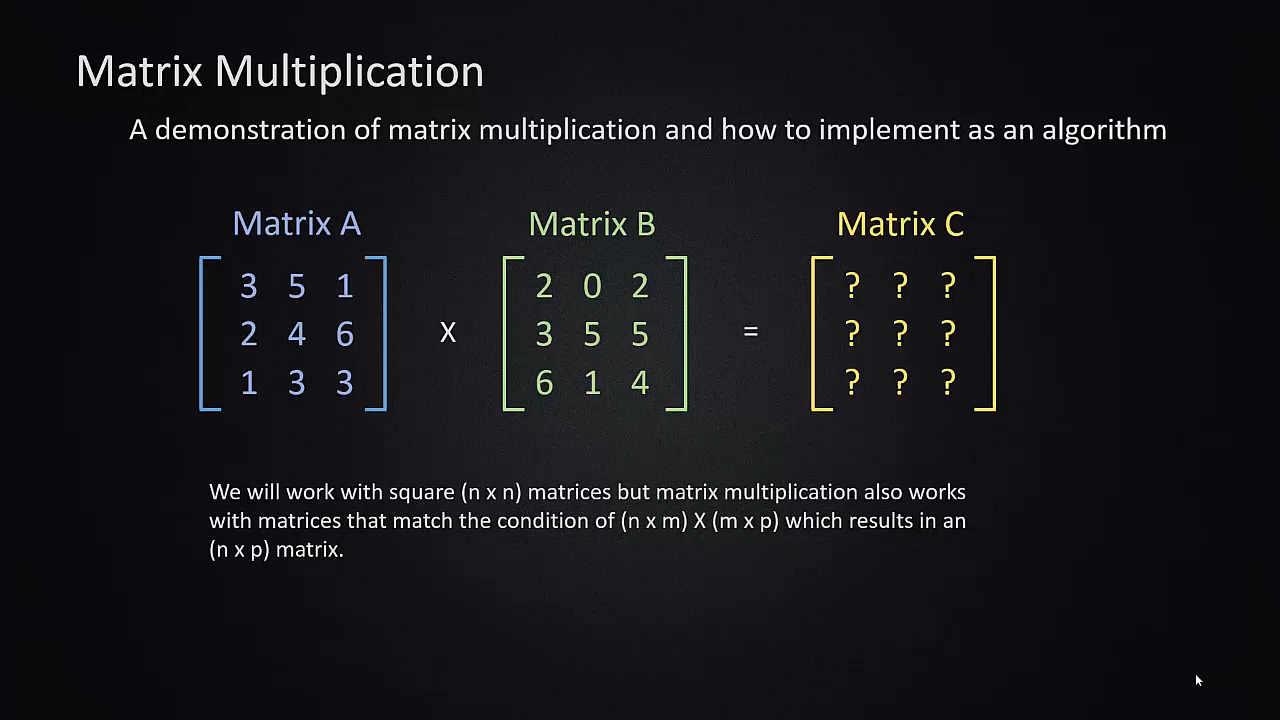 Matrix Multiplication
A demonstration of matrix multiplication and how to implement as an algorithm
Matrix A Matrix B Matrix C
3 5 1 2 0 2 ? ? ?
2 4 6 X 3 5 5 = ? ? ?
1 3 3 6 1 4 ? ? ?
We will work with square (n x n) matrices but matrix multiplication also works
with matrices that match the condition of (n x m) X (m x p) which results in an
(n x p) matrix.